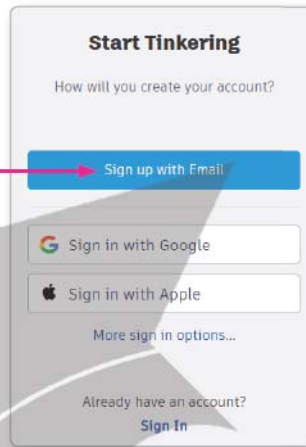 Start Tinkering
How will you create your account?
Sign up with Email
Sign in with Google
Sign in with Apple
More sign in options...
Already have an account?
Sign In